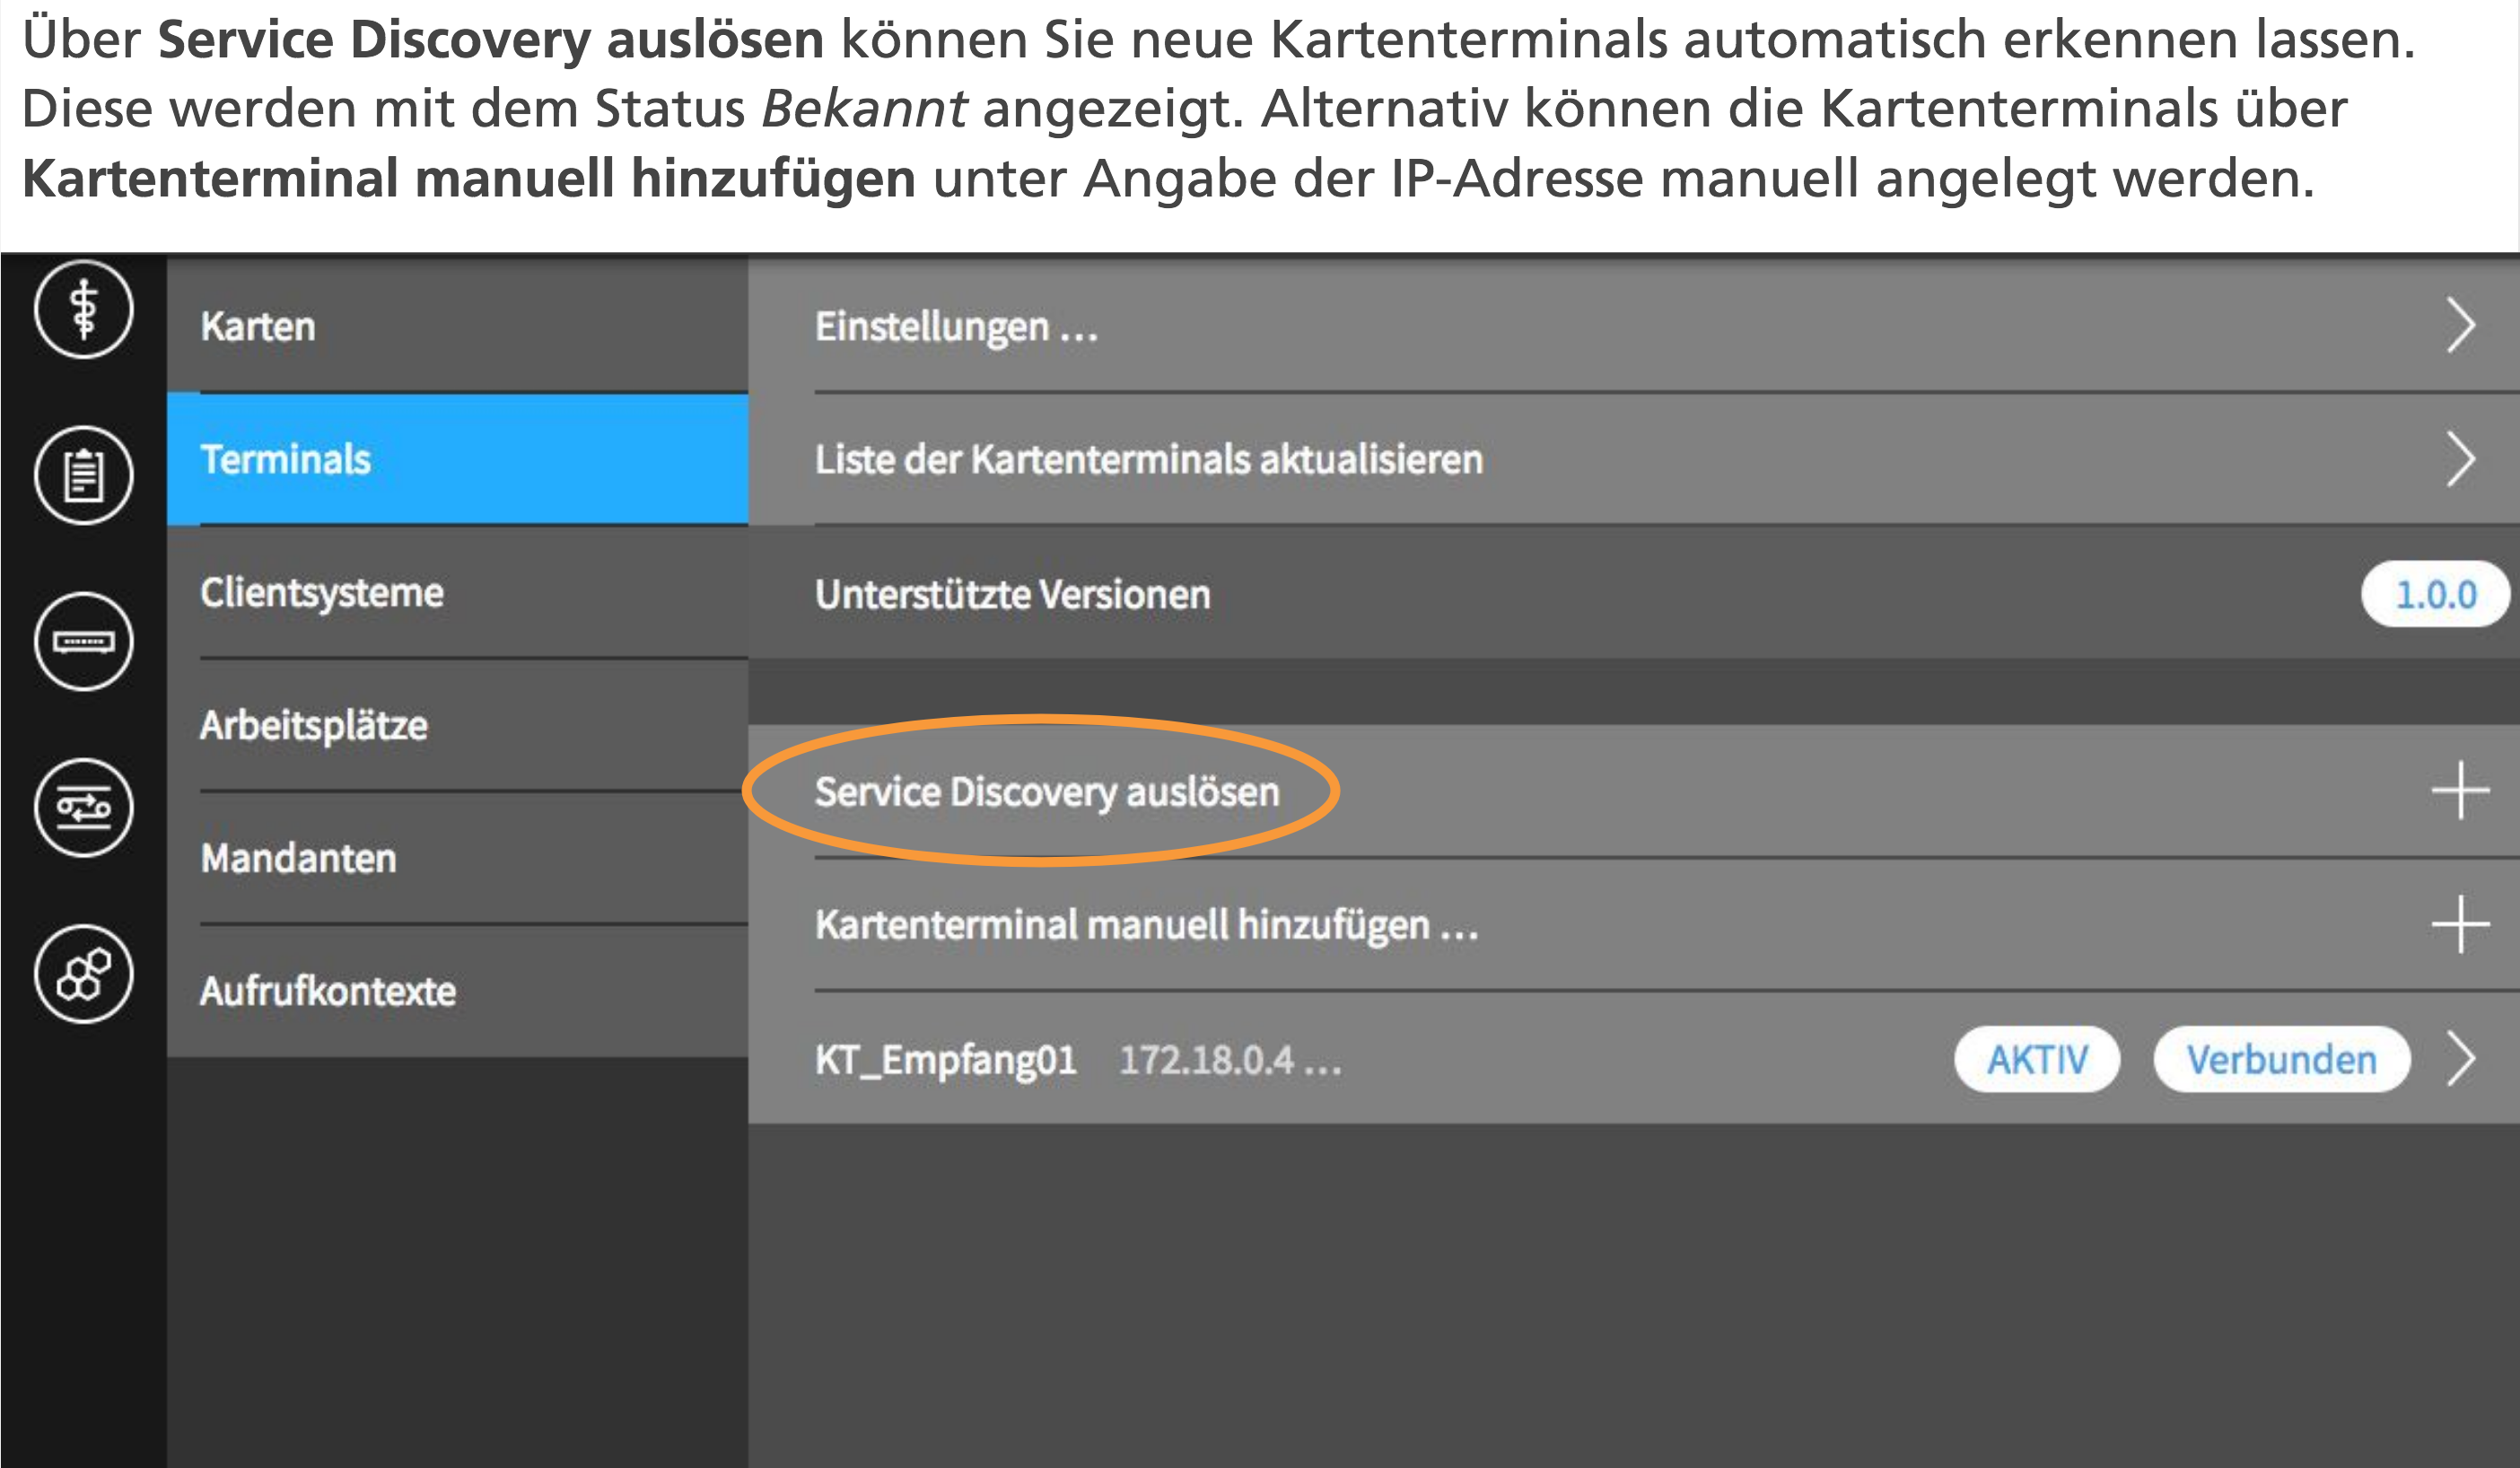 Über Service Discovery auslösen können Sie neue Kartenterminals automatisch erkennen lassen.
Diese werden mit dem Status Bekannt angezeigt. Alternativ können die Kartenterminals über
Kartenterminal manuell hinzufügen unter Angabe der IP-Adresse manuell angelegt werden.
Karten
Terminals
Clientsysteme
Arbeitsplätze
Mandanten
Aufrufkontexte
Einstellungen ...
Liste der Kartenterminals aktualisieren
Unterstützte Versionen 1.0.0
Service Discovery auslösen
Kartenterminal manuell hinzufügen ...
KT_Empfang01 172.18.0.4 ... AKTIV Verbunden